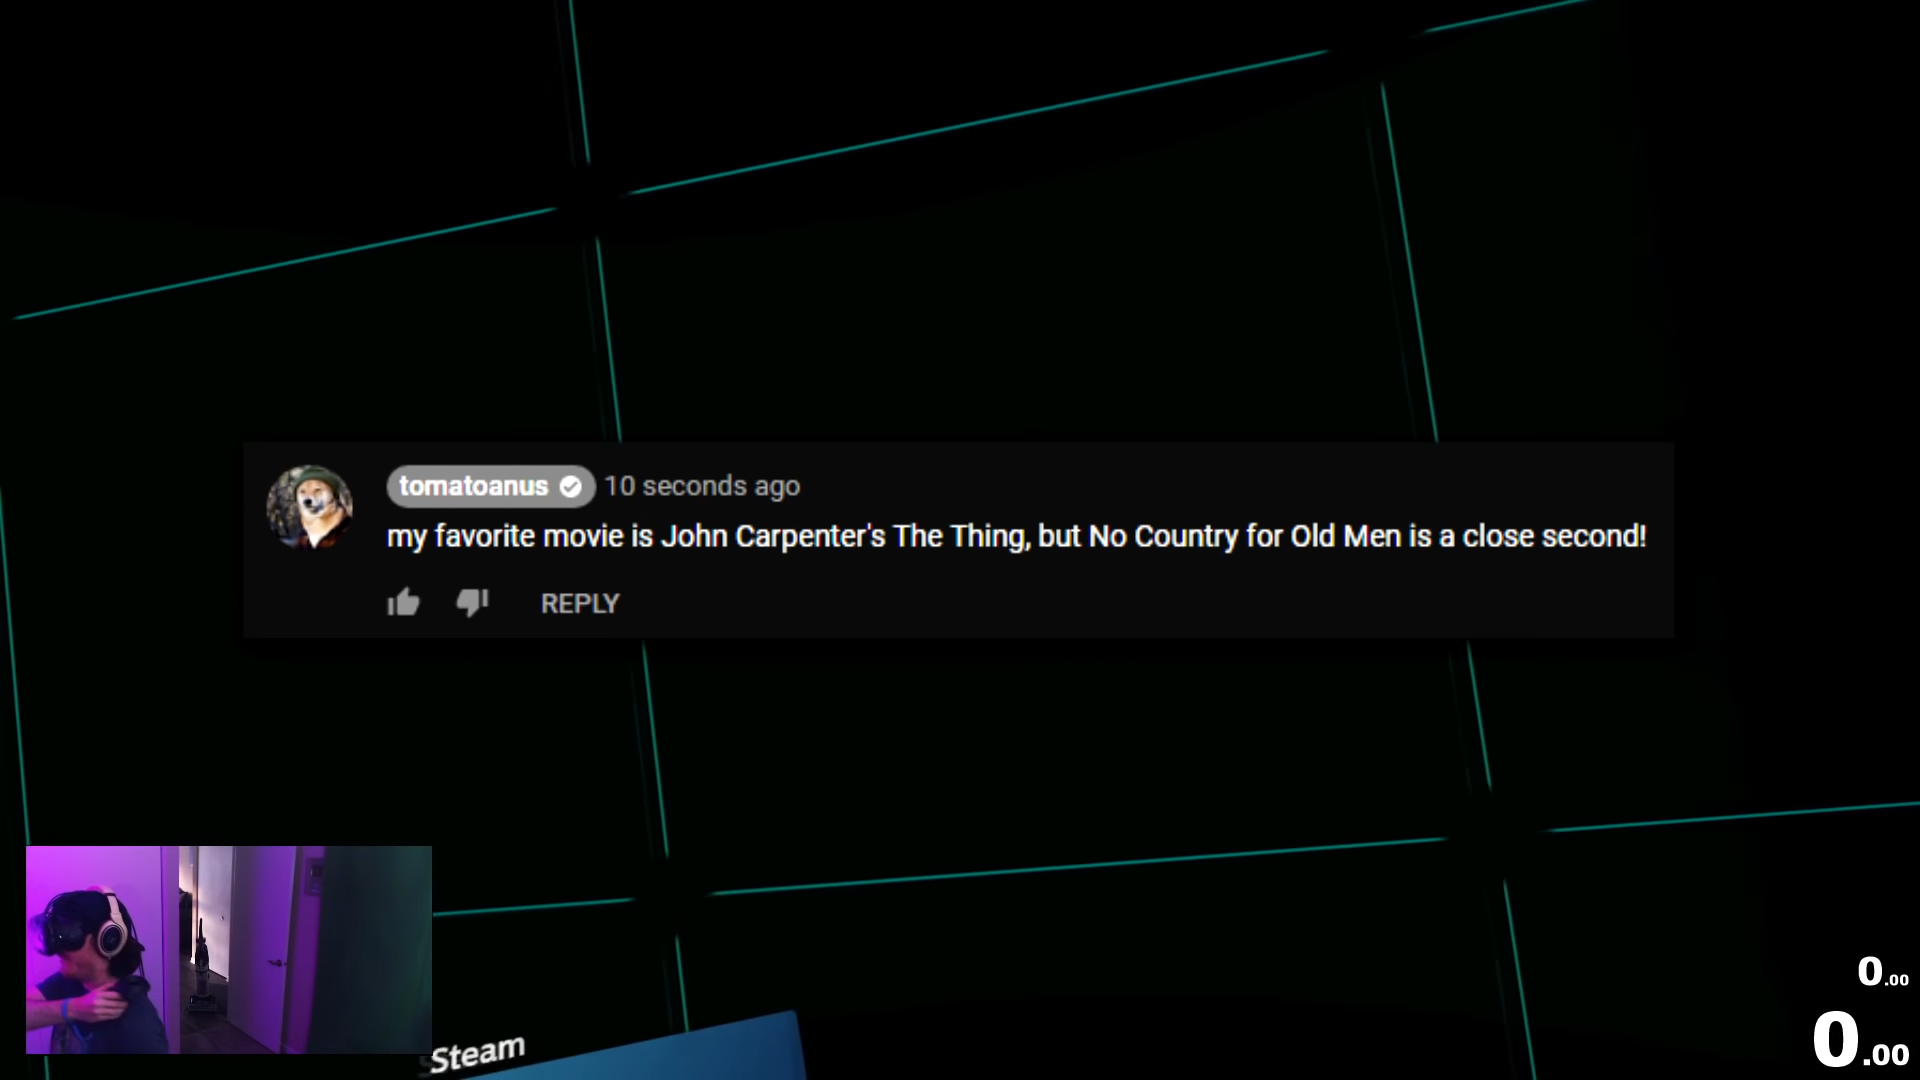 tomatoanus 10 seconds ago
my favorite movie is John Carpenter's The Thing, but No Country for Old Men is a close second!
REPLY
Steam
0.00
0.00